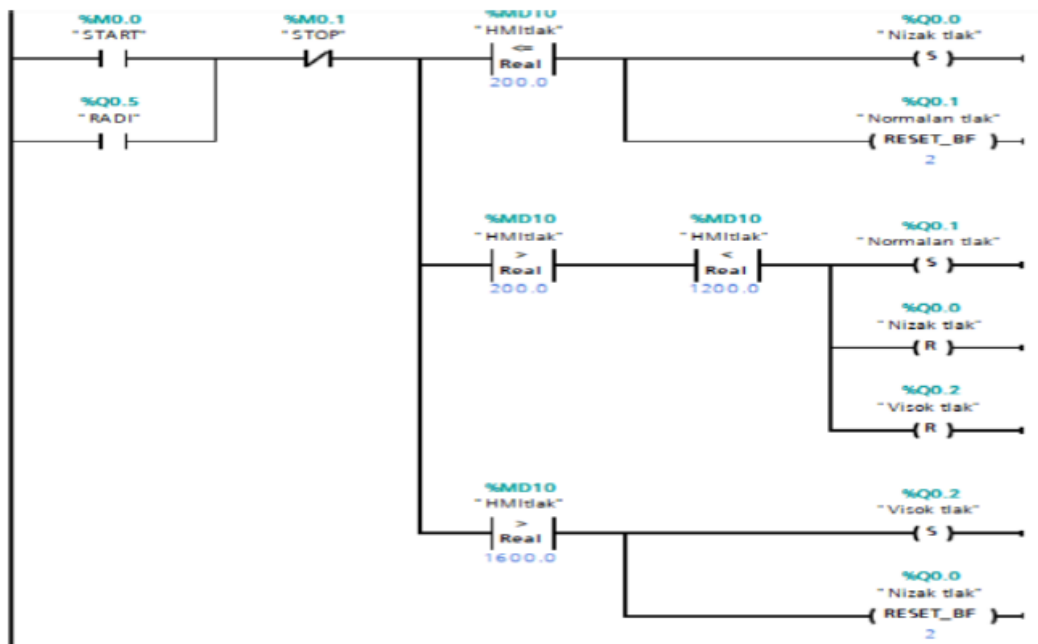 %M0.0
"START"
%M0.1
"STOP"
%MD10
"HMItlak"
<=
Real
200.0
%Q0.0
"Nizak tlak"
S
%Q0.5
"RADI"
%Q0.1
"Normalan tlak"
RESET_BF
2
%MD10
"HMItlak"
>
Real
200.0
%MD10
"HMItlak"
<
Real
1200.0
%Q0.1
"Normalan tlak"
S
%Q0.0
"Nizak tlak"
R
%Q0.2
"Visok tlak"
R
%MD10
"HMItlak"
>
Real
1600.0
%Q0.2
"Visok tlak"
S
%Q0.0
"Nizak tlak"
RESET_BF
2